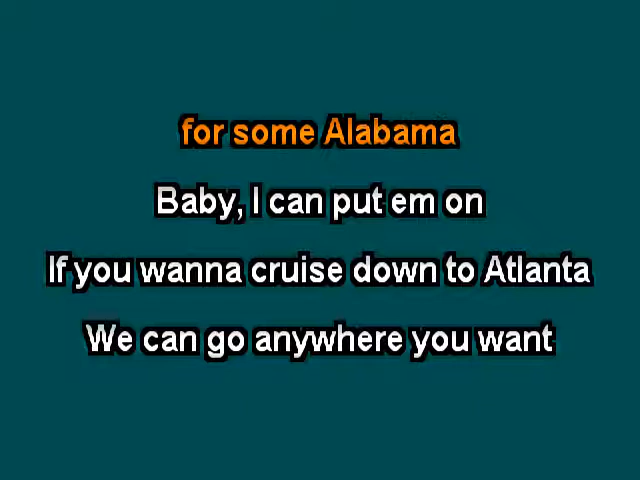 for some Alabama
Baby, I can put em on
If you wanna cruise down to Atlanta
We can go anywhere you want